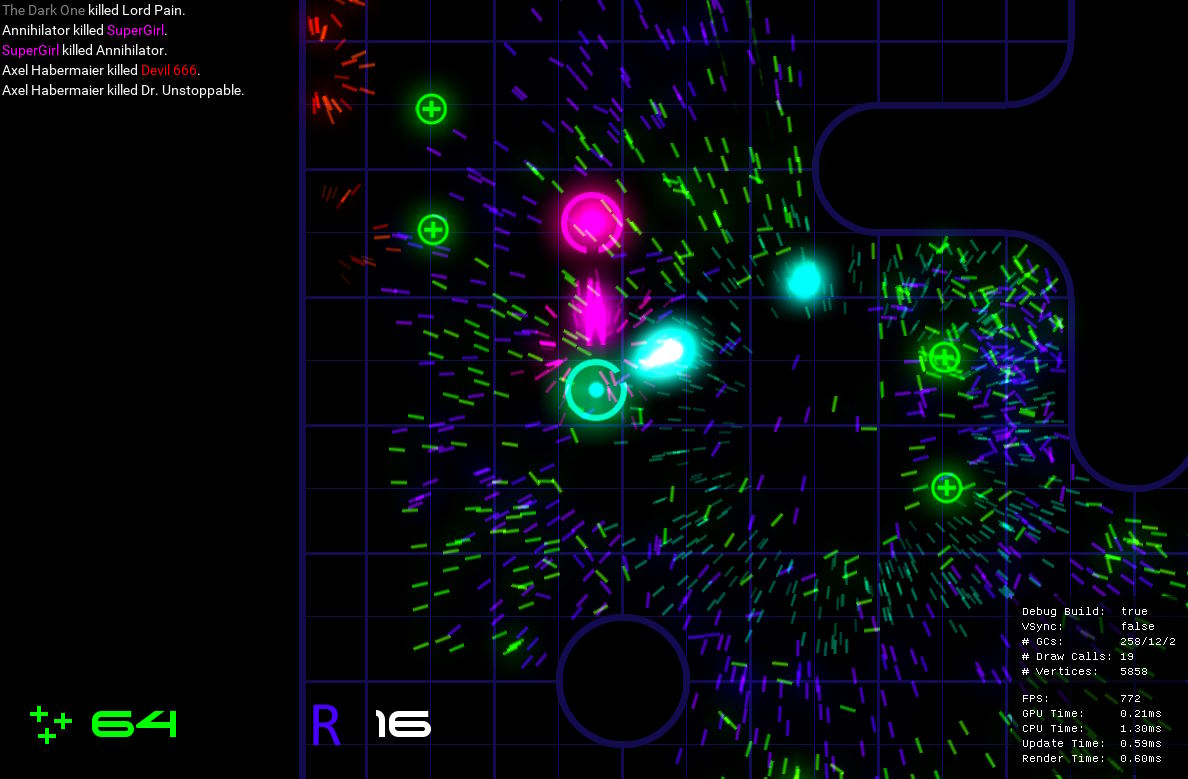 The Dark One killed Lord Pain.
Annihilator killed SuperGirl.
SuperGirl killed Annihilator.
Axel Habermaier killed Devil 666.
Axel Habermaier killed Dr. Unstoppable.
Debug Build: true
VSync: false
# GCs: 258/12/2
# Draw Calls: 19
# Vertices: 5858
FPS: 772
GPU Time: 0.21ms
CPU Time: 1.30ms
Update Time: 0.59ms
Render Time: 0.60ms
64 R 16